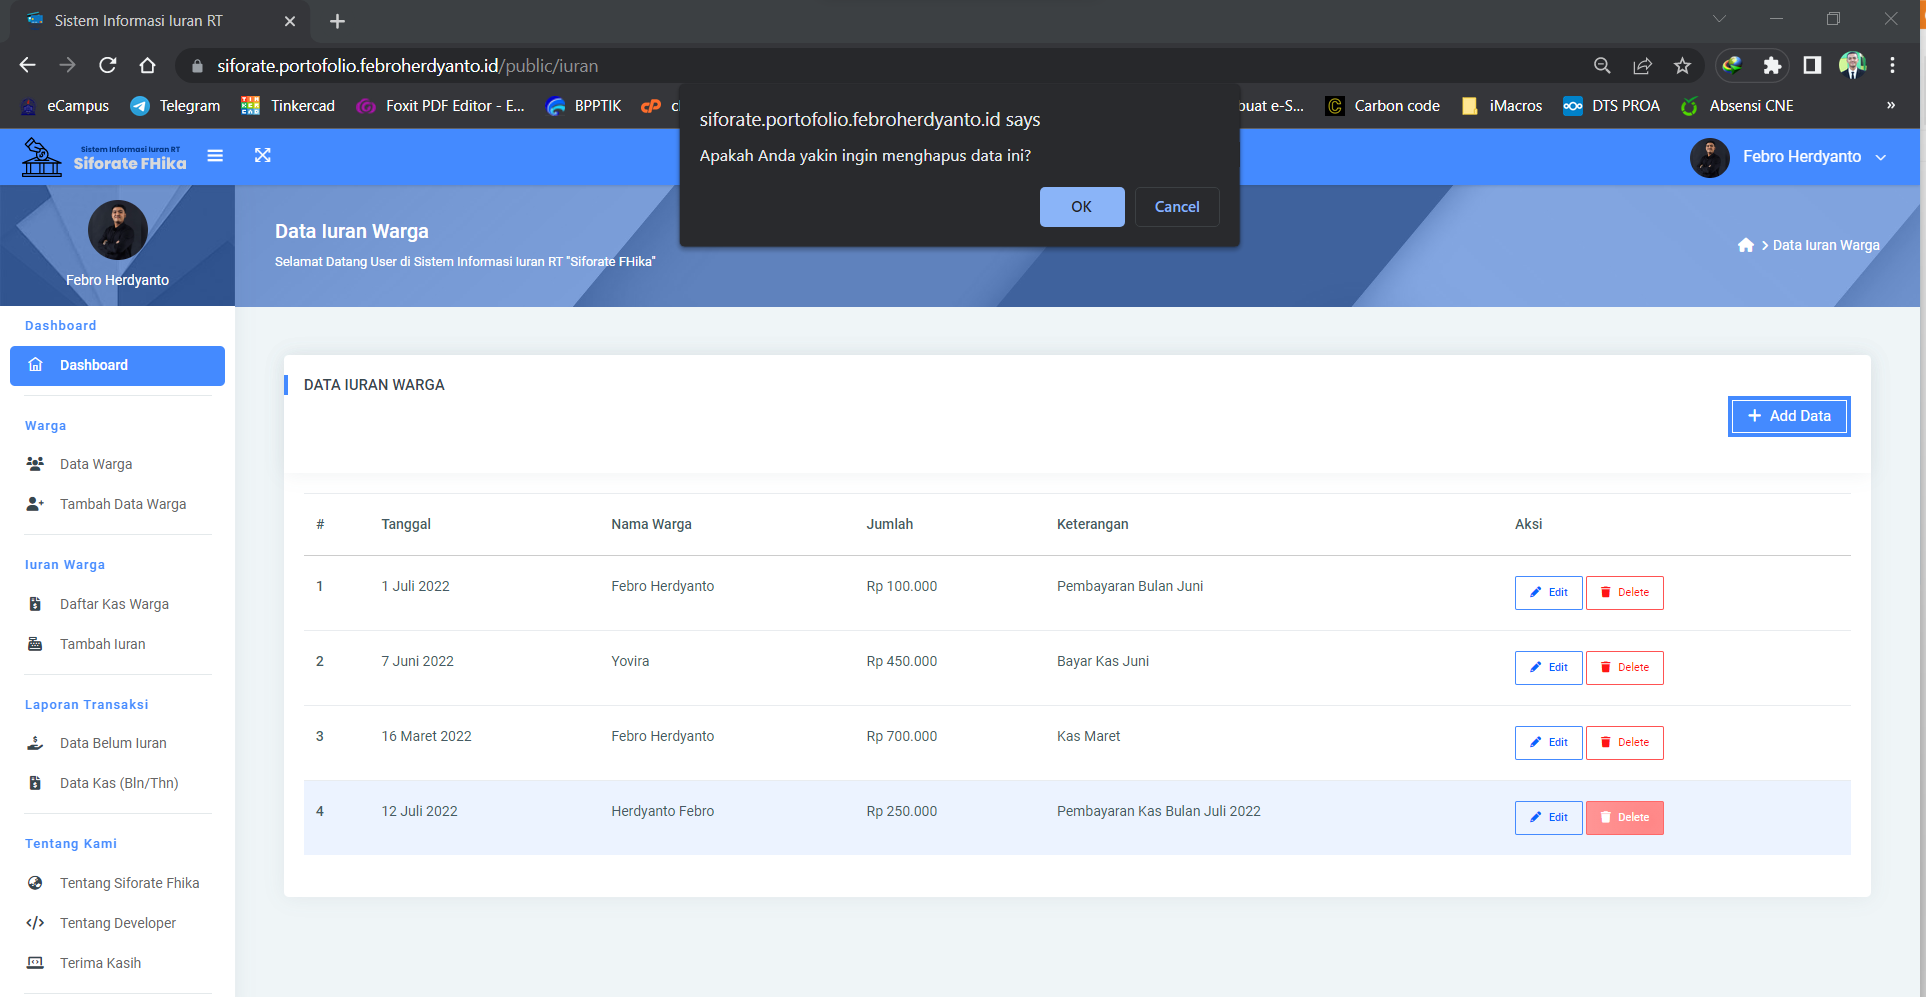 Sistem Informasi Iuran RT
siforate.portofolio.febroherdyanto.id/public/iuran
eCampus
Telegram
Tinkercad
Foxit PDF Editor - E...
BPPTIK
buat e-S...
Carbon code
iMacros
DTS PROA
Absensi CNE
»
siforate.portofolio.febroherdyanto.id says
Apakah Anda yakin ingin menghapus data ini?
OK
Cancel
Sistem Informasi Iuran RT
Siforate FHika
Febro Herdyanto
Febro Herdyanto
Data Iuran Warga
Selamat Datang User di Sistem Informasi Iuran RT "Siforate FHika"
> Data Iuran Warga
Dashboard
Dashboard
Warga
Data Warga
Tambah Data Warga
Iuran Warga
Daftar Kas Warga
Tambah Iuran
Laporan Transaksi
Data Belum Iuran
Data Kas (Bln/Thn)
Tentang Kami
Tentang Siforate Fhika
Tentang Developer
Terima Kasih
DATA IURAN WARGA
+ Add Data
# Tanggal Nama Warga Jumlah Keterangan Aksi
1 1 Juli 2022 Febro Herdyanto Rp 100.000 Pembayaran Bulan Juni Edit Delete
2 7 Juni 2022 Yovira Rp 450.000 Bayar Kas Juni Edit Delete
3 16 Maret 2022 Febro Herdyanto Rp 700.000 Kas Maret Edit Delete
4 12 Juli 2022 Herdyanto Febro Rp 250.000 Pembayaran Kas Bulan Juli 2022 Edit Delete